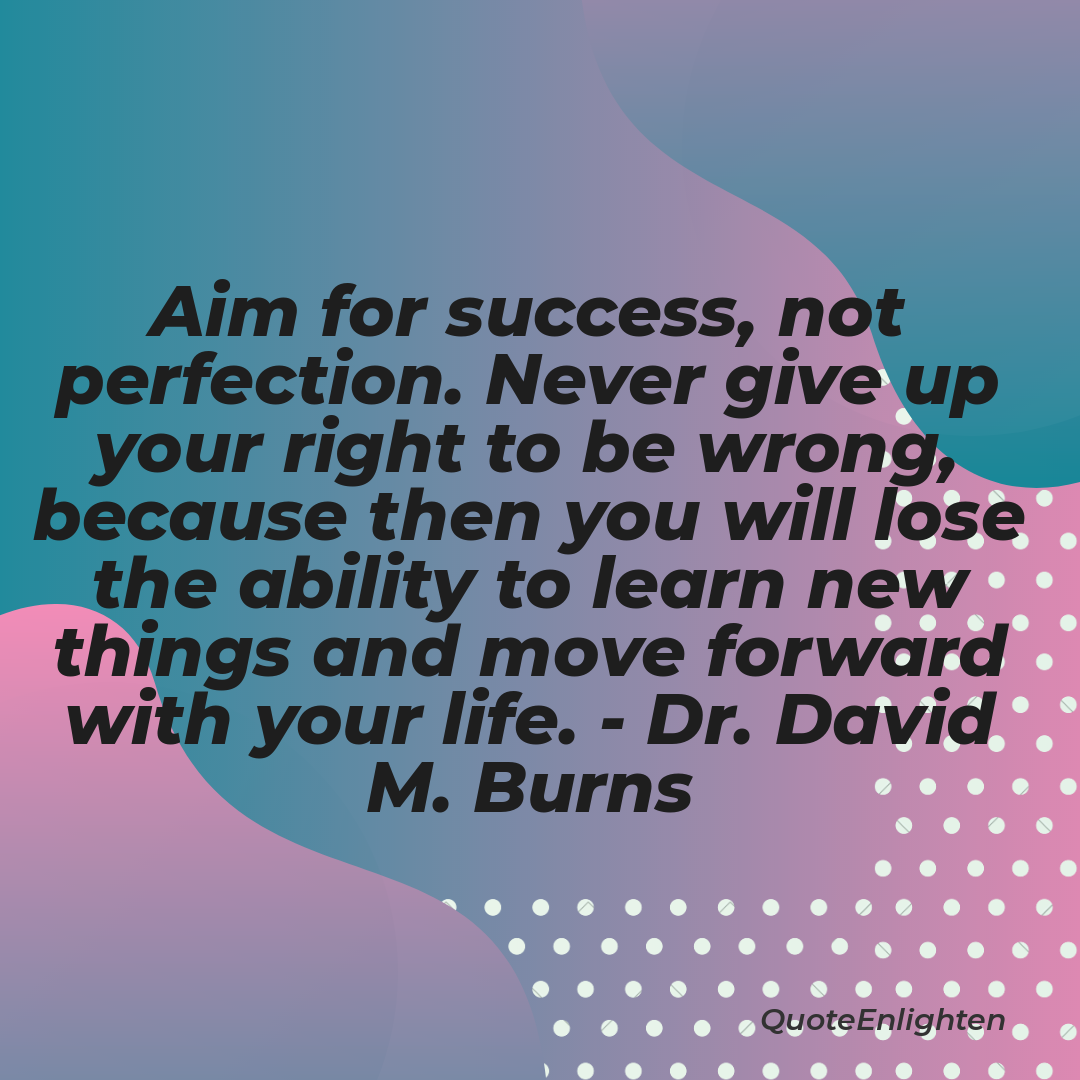 Aim for success, not
perfection. Never give up
your right to be wrong,
because then you will lose
the ability to learn new
things and move forward
with your life. - Dr. David
M. Burns
QuoteEnlighten